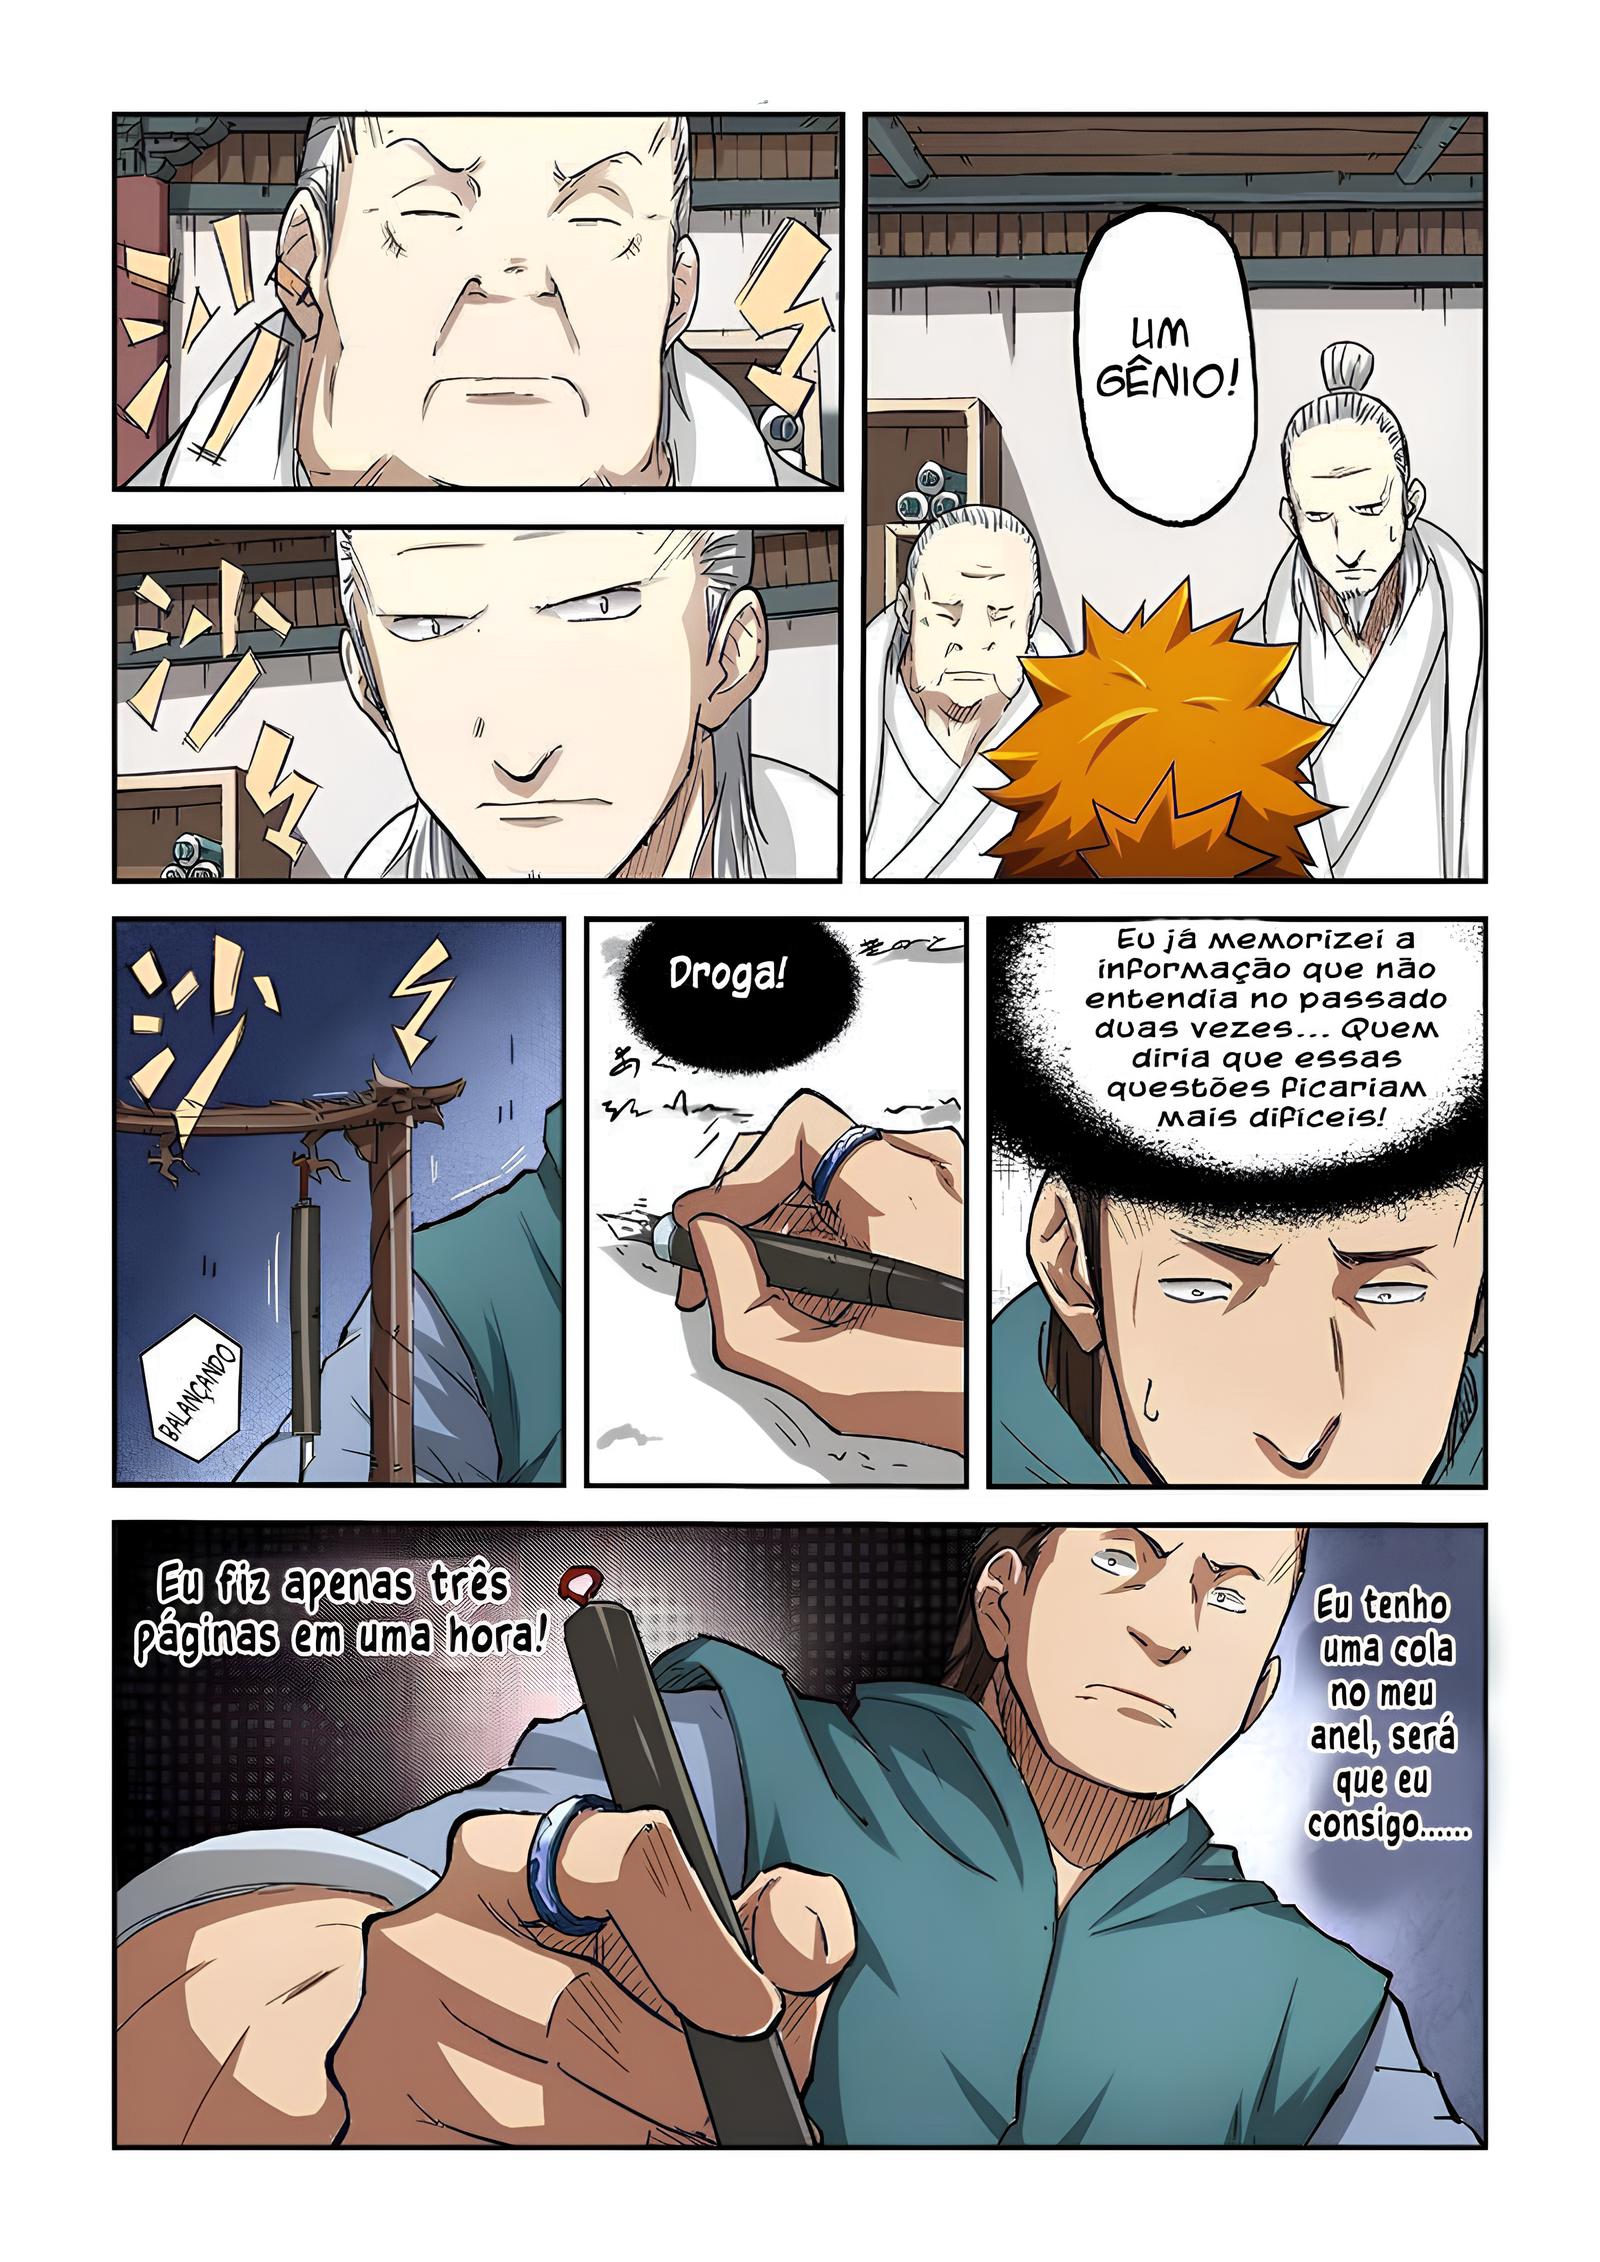 UM
GÊNIO!
沙
BALANÇANDO
Droga!
Eu já memorizei a
informação que não
entendia no passado
duas vezes... Quem
diria que essas
questões ficariam
mais difíceis!
Eu fiz apenas três
páginas em uma hora!
Eu tenho
uma cola
no meu
anel, será
que eu
consigo......